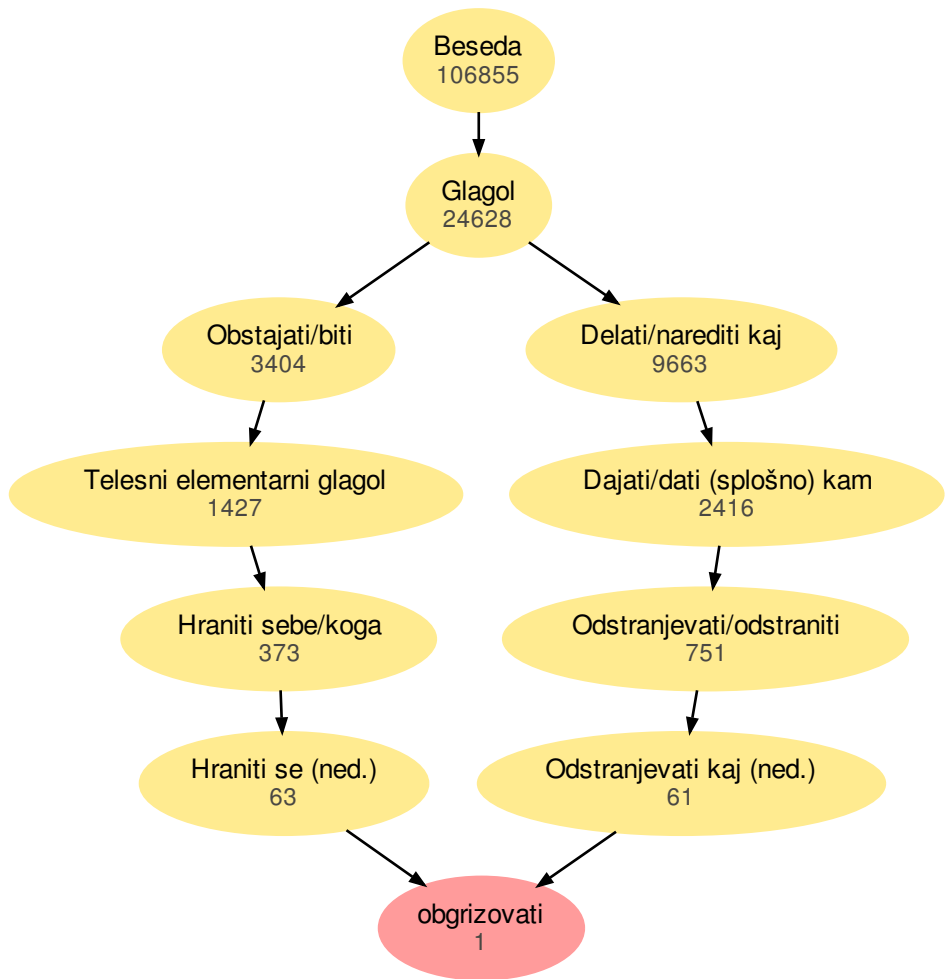 Beseda
106855
Glagol
24628
Obstajati/biti
3404
Delati/narediti kaj
9663
Telesni elementarni glagol
1427
Dajati/dati (splošno) kam
2416
Hraniti sebe/koga
373
Odstranjevati/odstraniti
751
Hraniti se (ned.)
63
Odstranjevati kaj (ned.)
61
obgrizovati
1